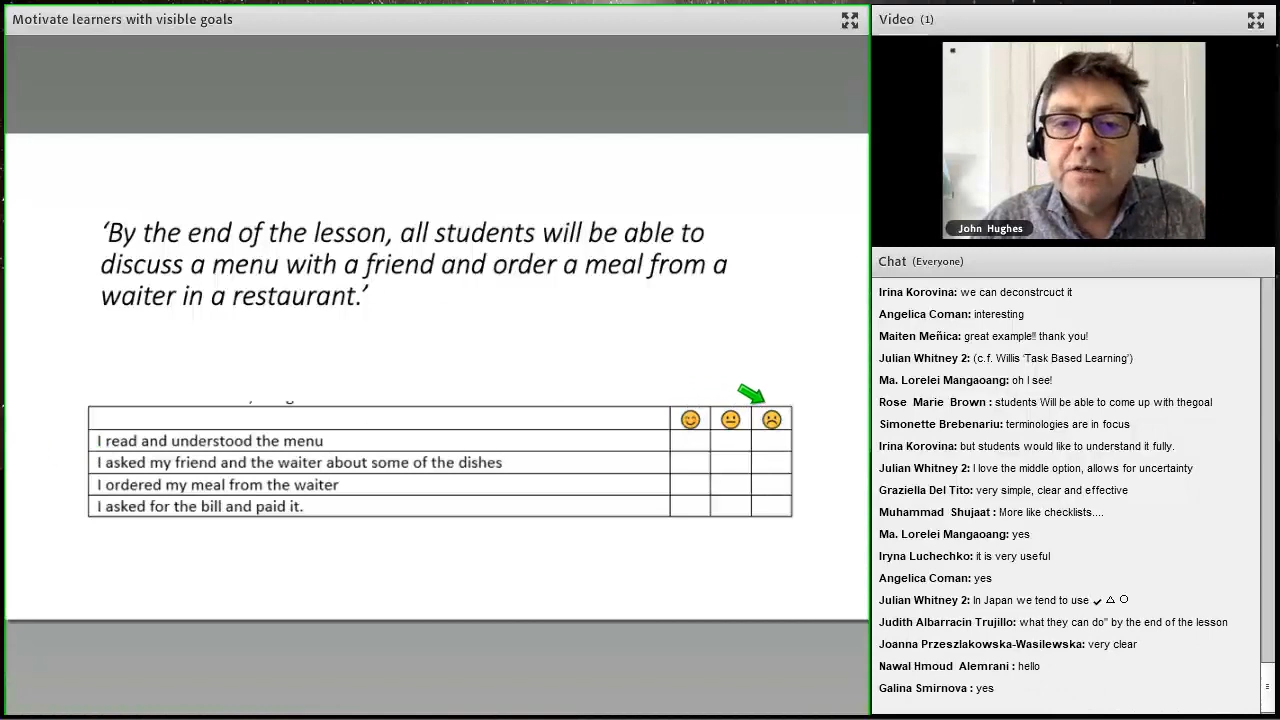 Motivate learners with visible goals
‘By the end of the lesson, all students will be able to
discuss a menu with a friend and order a meal from a
waiter in a restaurant.’
I read and understood the menu
I asked my friend and the waiter about some of the dishes
I ordered my meal from the waiter
I asked for the bill and paid it.
Video (1)
John Hughes
Chat (Everyone)
Irina Korovina: we can deconstrcuct it
Angelica Coman: interesting
Maiten Meñica: great example!! thank you!
Julian Whitney 2: (c.f. Willis 'Task Based Learning')
Ma. Lorelei Mangaoang: oh I see!
Rose Marie Brown : students Will be able to come up with thegoal
Simonette Brebenariu: terminologies are in focus
Irina Korovina: but students would like to understand it fully.
Julian Whitney 2: I love the middle option, allows for uncertainty
Graziella Del Tito: very simple, clear and effective
Muhammad Shujaat : More like checklists....
Ma. Lorelei Mangaoang: yes
Iryna Luchechko: it is very useful
Angelica Coman: yes
Julian Whitney 2: In Japan we tend to use ✓ △ ○
Judith Albarracin Trujillo: what they can do" by the end of the lesson
Joanna Przeszlakowska-Wasilewska: very clear
Nawal Hmoud Alemrani : hello
Galina Smirnova : yes